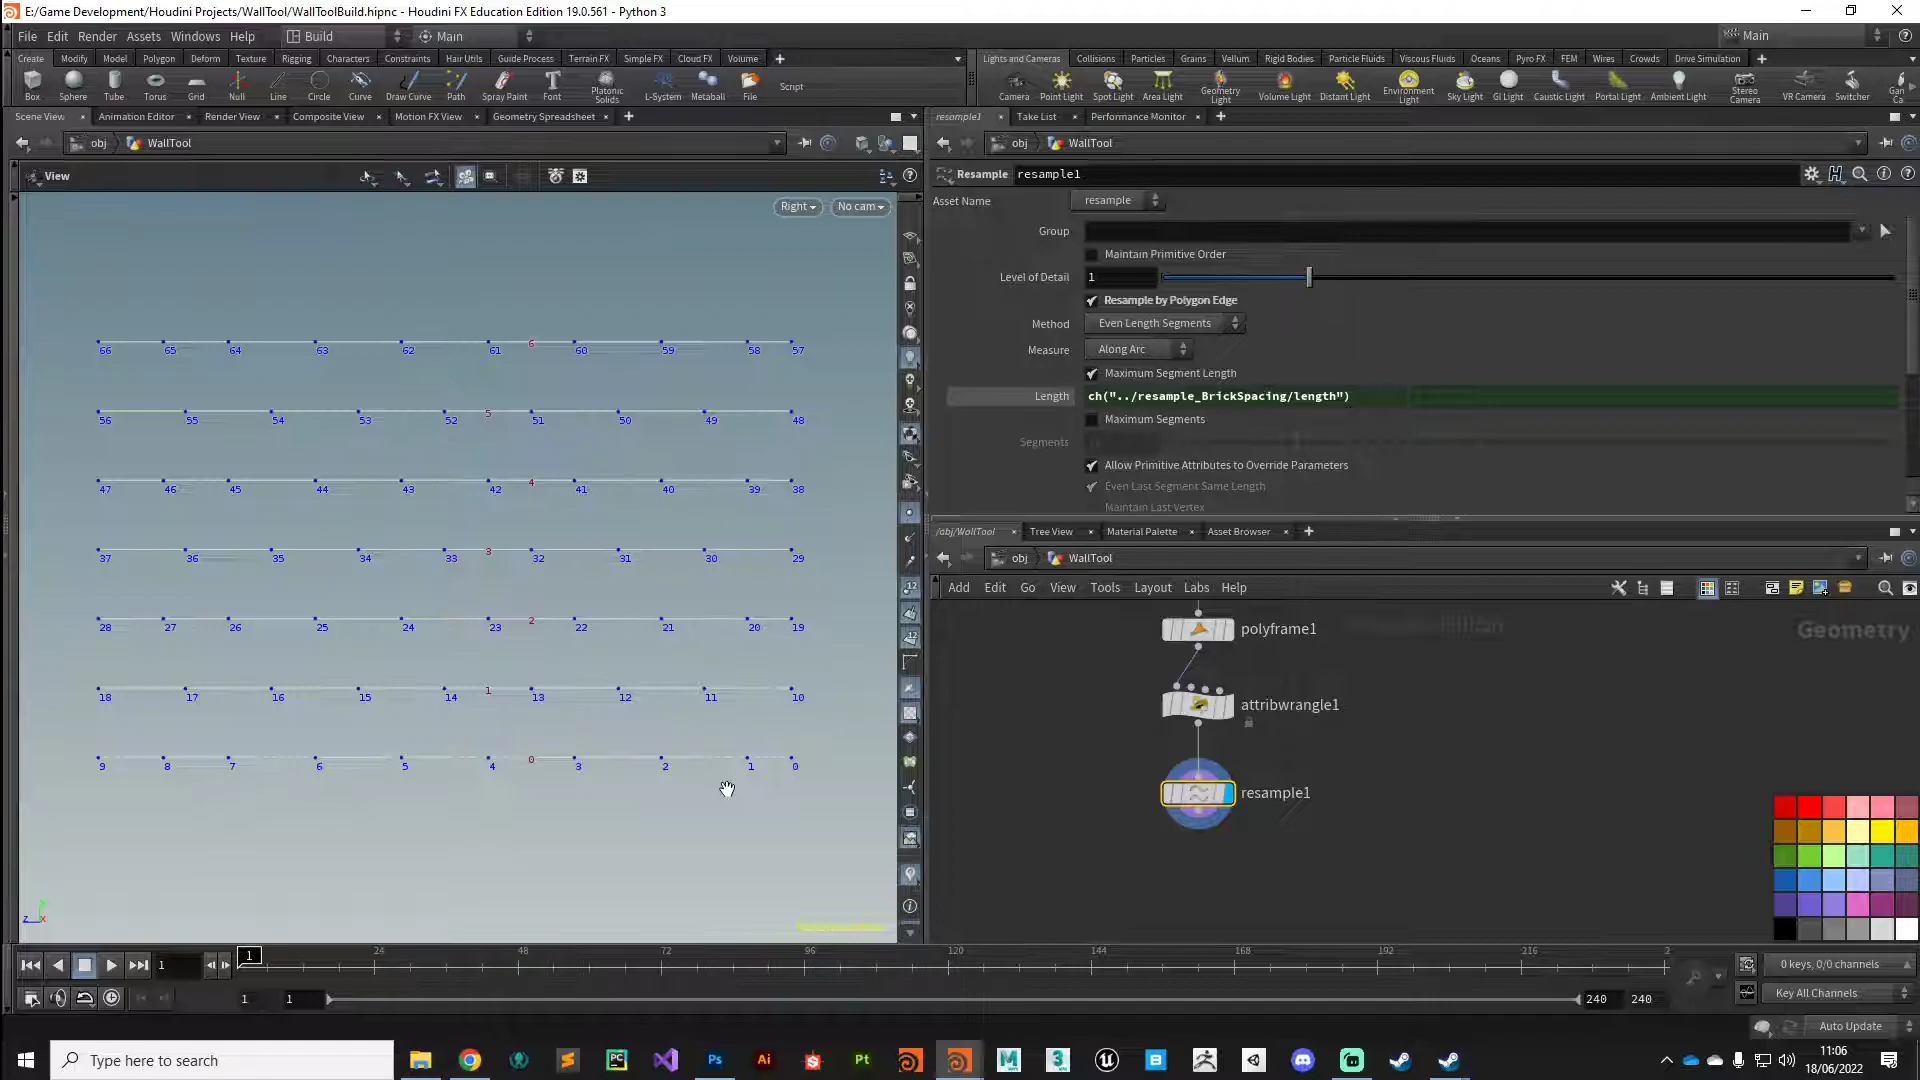 E:/Game Development/Houdini Projects/WallTool/WallToolBuild.hipnc - Houdini FX Education Edition 19.0.561 - Python 3
File Edit Render Assets Windows Help Build Main Main
Create Modify Model Polygon Deform Texture Rigging Characters Constraints Hair Utils Guide Process Terrain FX Simple FX Cloud FX Volume
Lights and Cameras Collisions Particles Grains Vellum Rigid Bodies Particle Fluids Viscous Fluids Oceans Pyro FX FEM Wires Crowds Drive Simulation
Box Sphere Tube Torus Grid Null Line Circle Curve Draw Curve Path Spray Paint Font Platonic Solids L-System Metaball File Script
Camera Point Light Spot Light Area Light Geometry Light Volume Light Distant Light Environment Light Sky Light GI Light Caustic Light Portal Light Ambient Light Stereo Camera VR Camera Switcher
Scene View Animation Editor Render View Composite View Motion FX View Geometry Spreadsheet
resample1 Take List Performance Monitor
obj WallTool
obj WallTool
View
Resample resample1
Asset Name resample
Right No cam
Group
Maintain Primitive Order
Level of Detail 1
Resample by Polygon Edge
Method Even Length Segments
Measure Along Arc
Maximum Segment Length
Length ch("../resample_BrickSpacing/length")
Maximum Segments
Segments
Allow Primitive Attributes to Override Parameters
Even Last Segment Same Length
Maintain Last Vertex
6
66 65 64 63 62 61 60 59 58 57
5
56 55 54 53 52 51 50 49 48
4
47 46 45 44 43 42 41 40 39 38
3
37 36 35 34 33 32 31 30 29
2
28 27 26 25 24 23 22 21 20 19
1
18 17 16 15 14 13 12 11 10
0
9 8 7 6 5 4 3 2 1 0
z x
/obj/WallTool Tree View Material Palette Asset Browser
obj WallTool
Add Edit Go View Tools Layout Labs Help
Geometry
polyframe1
attribwrangle1
resample1
1 1 24 48 72 96 120 144 168 192 216 2
0 keys, 0/0 channels
1 1 240 240
Key All Channels
Auto Update
Type here to search
11:06
18/06/2022